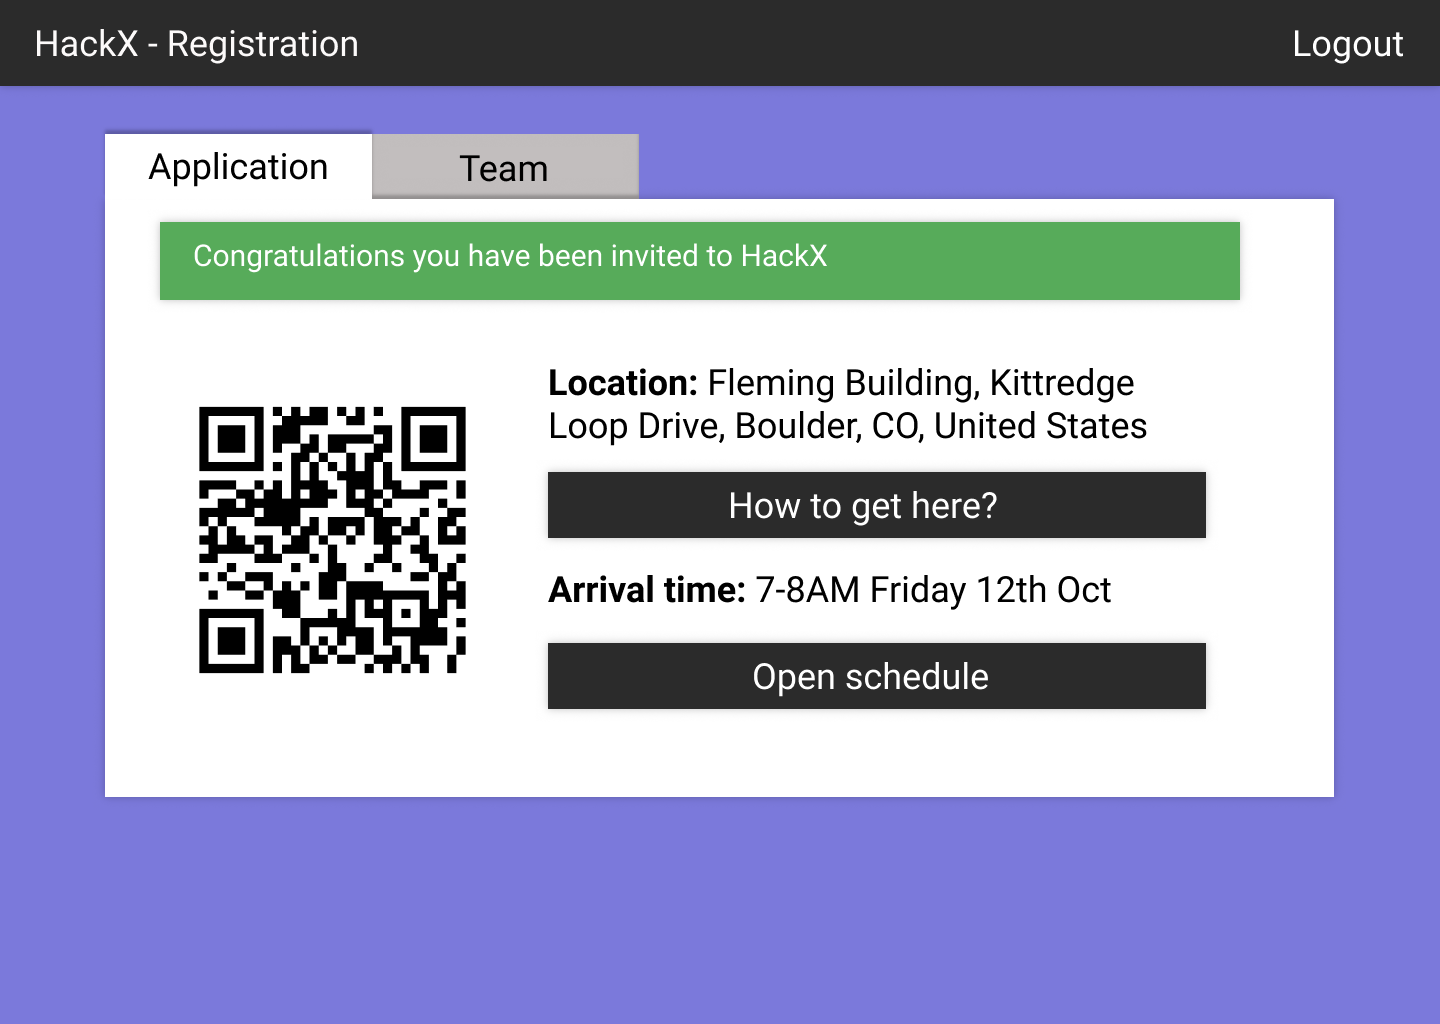 HackX - Registration
Logout
Application
Team
Congratulations you have been invited to HackX
Location: Fleming Building, Kittredge
Loop Drive, Boulder, CO, United States
How to get here?
Arrival time: 7-8AM Friday 12th Oct
Open schedule